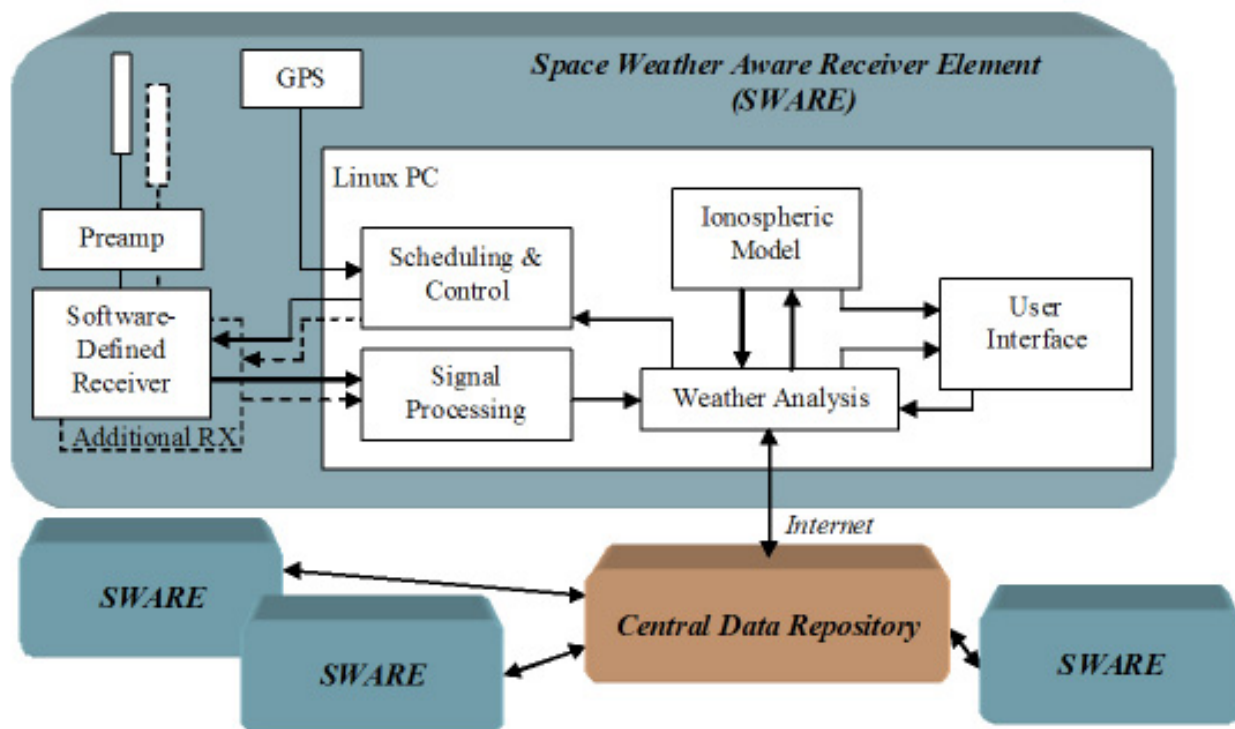 Space Weather Aware Receiver Element
(SWARE)
GPS
Linux PC
Preamp
Scheduling &
Control
Ionospheric
Model
Software-
Defined
Receiver
User
Interface
Signal
Processing
Weather Analysis
Additional RX
Internet
SWARE
SWARE
Central Data Repository
SWARE